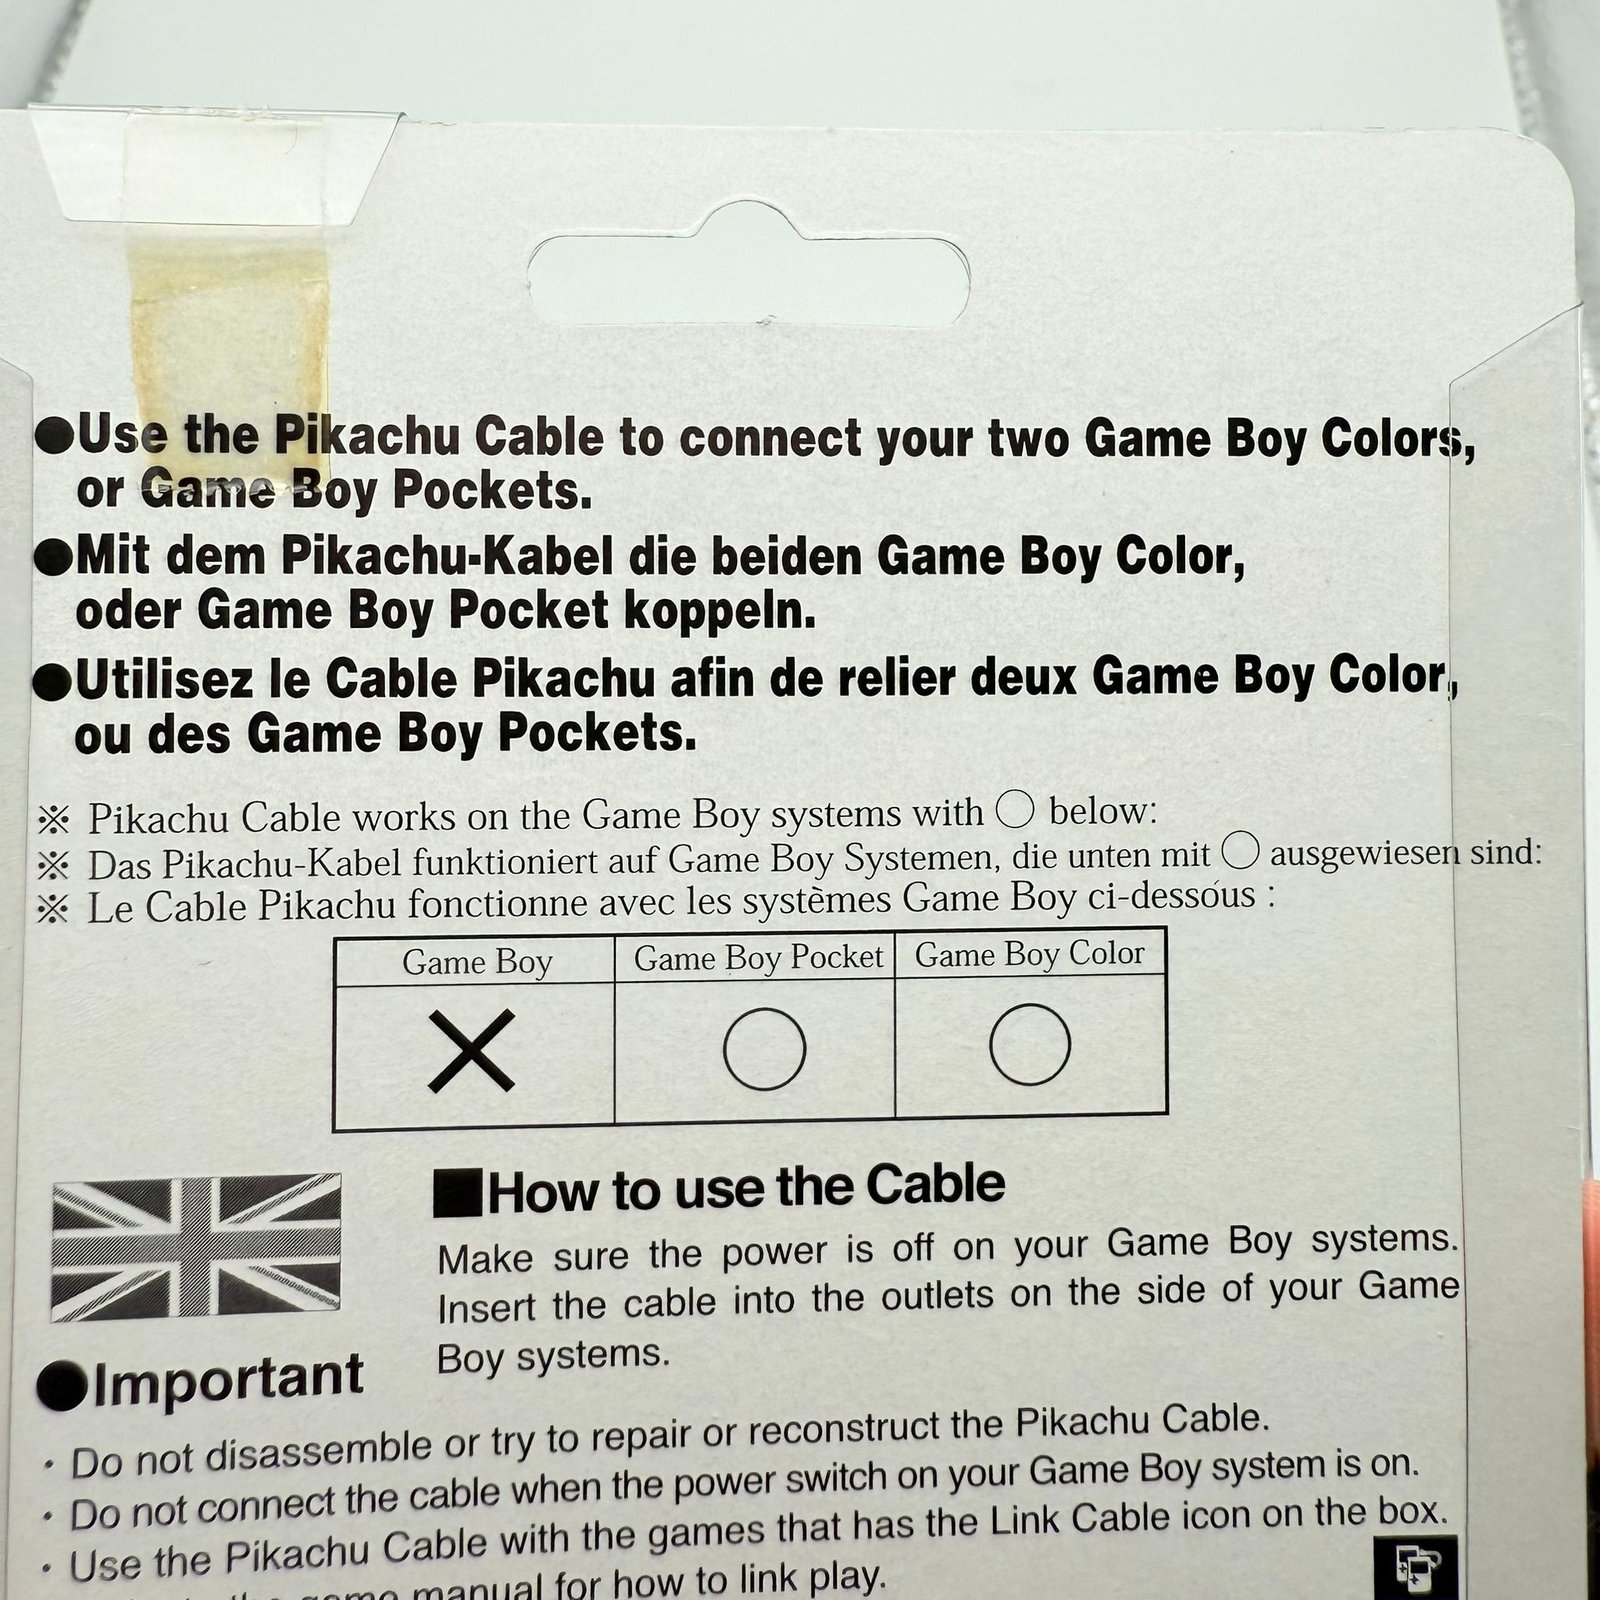 ●Use the Pikachu Cable to connect your two Game Boy Colors,
or Game Boy Pockets.
●Mit dem Pikachu-Kabel die beiden Game Boy Color,
oder Game Boy Pocket koppeln.
●Utilisez le Cable Pikachu afin de relier deux Game Boy Color,
ou des Game Boy Pockets.
※ Pikachu Cable works on the Game Boy systems with ○ below:
※ Das Pikachu-Kabel funktioniert auf Game Boy Systemen, die unten mit ○ ausgewiesen sind:
※ Le Cable Pikachu fonctionne avec les systèmes Game Boy ci-dessóus :
Game Boy Game Boy Pocket Game Boy Color
✕ ○ ○
■How to use the Cable
Make sure the power is off on your Game Boy systems.
Insert the cable into the outlets on the side of your Game
Boy systems.
●Important
・Do not disassemble or try to repair or reconstruct the Pikachu Cable.
・Do not connect the cable when the power switch on your Game Boy system is on.
・Use the Pikachu Cable with the games that has the Link Cable icon on the box.
the game manual for how to link play.